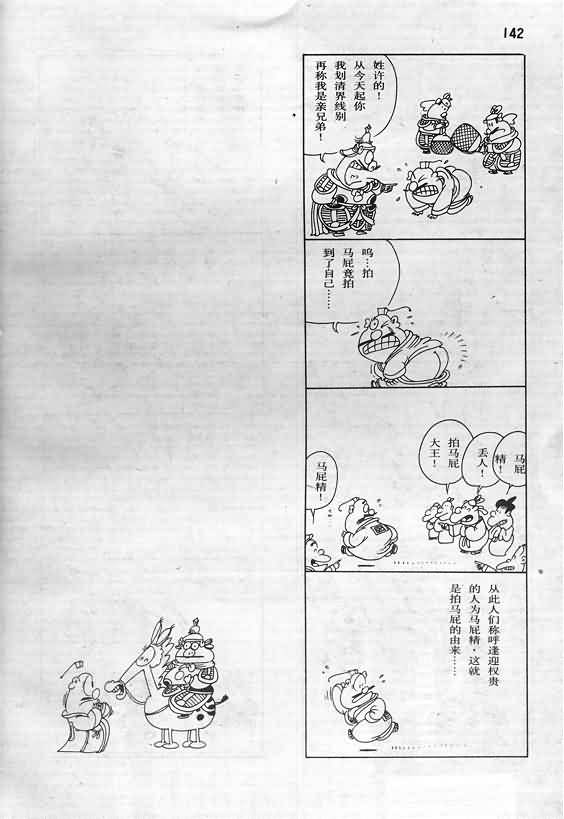 142
姓许的！
从今天起你
我划清界线别
再称我是亲兄弟！
呜…拍
马屁竟拍
到了自己……
马屁
精！
丢人！
拍马屁
大王！
马屁精！
从此人们称呼逢迎权贵
的人为马屁精，这就
是拍马屁的由来……